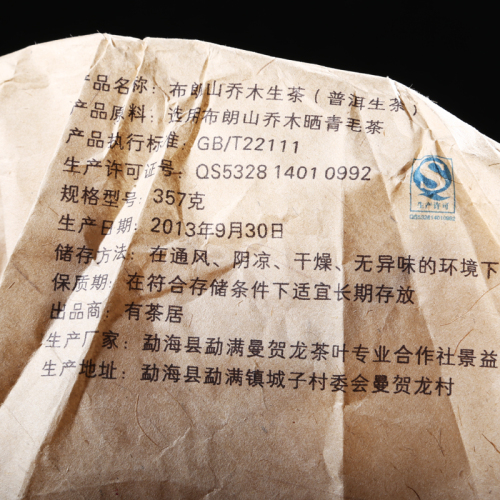 产品名称：布朗山乔木生茶（普洱生茶）
产品原料：选用布朗山乔木晒青毛茶
产品执行标准：GB/T22111
生产许可证号：QS5328 1401 0992
规格型号：357克
生产日期：2013年9月30日
储存方法：在通风、阴凉、干燥、无异味的环境下
保质期：在符合存储条件下适宜长期存放
出品商：有茶居
生产厂家：勐海县勐满曼贺龙茶叶专业合作社景益
生产地址：勐海县勐满镇城子村委会曼贺龙村
生产许可
QS532814010992